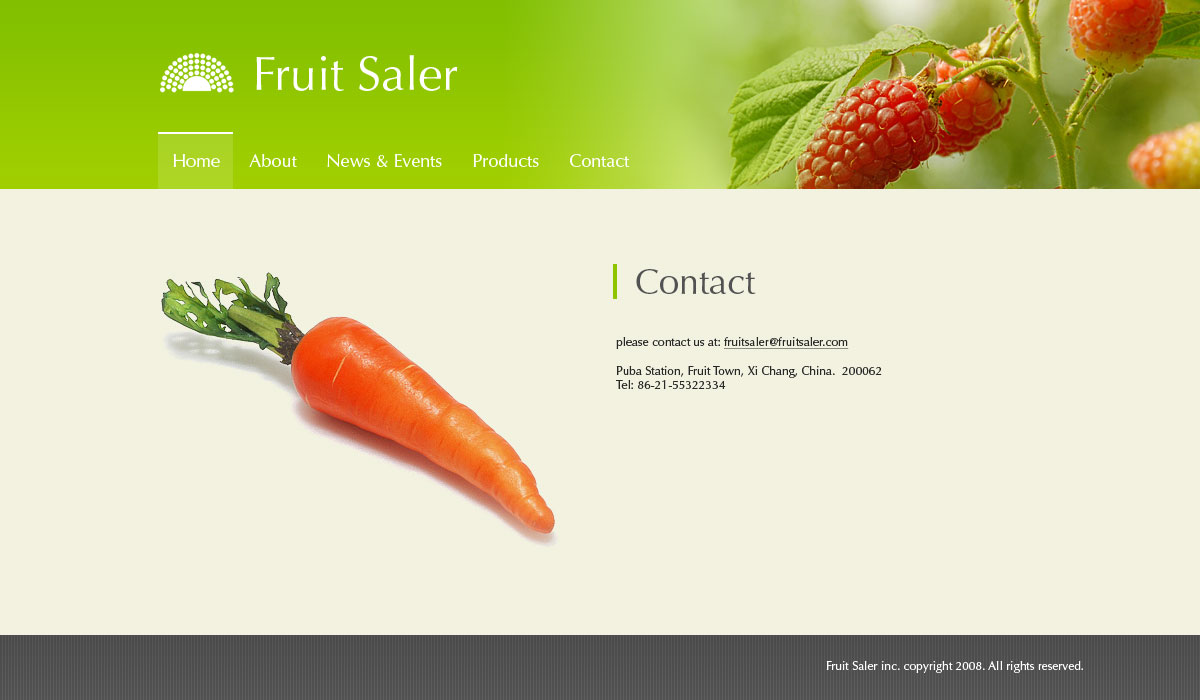 Fruit Saler
Home About News & Events Products Contact
Contact
please contact us at: fruitsaler@fruitsaler.com
Puba Station, Fruit Town, Xi Chang, China. 200062
Tel: 86-21-55322334
Fruit Saler inc. copyright 2008. All rights reserved.